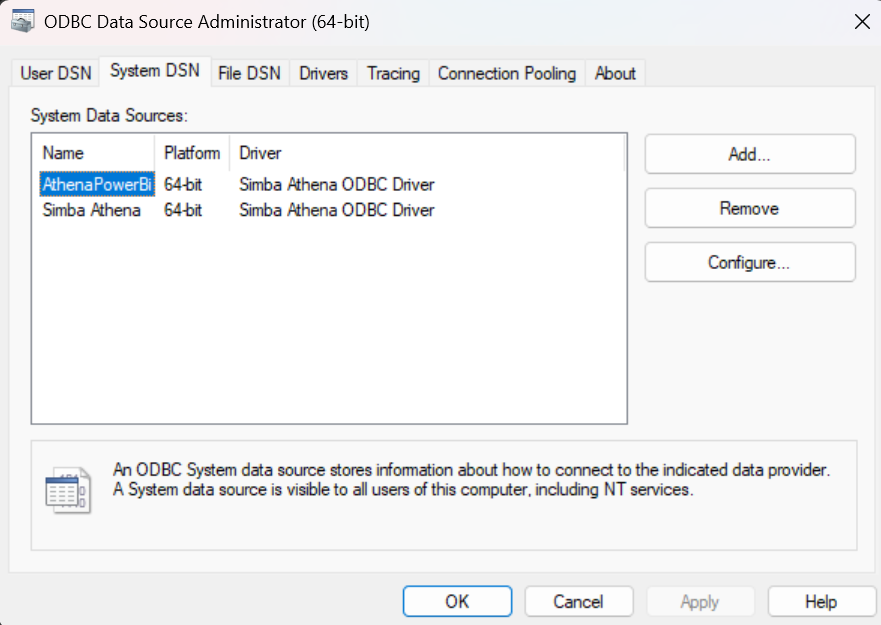 ODBC Data Source Administrator (64-bit)
User DSN System DSN File DSN Drivers Tracing Connection Pooling About
System Data Sources:
Name Platform Driver
AthenaPowerBi 64-bit Simba Athena ODBC Driver
Simba Athena 64-bit Simba Athena ODBC Driver
Add...
Remove
Configure...
An ODBC System data source stores information about how to connect to the indicated data provider.
A System data source is visible to all users of this computer, including NT services.
OK Cancel Apply Help